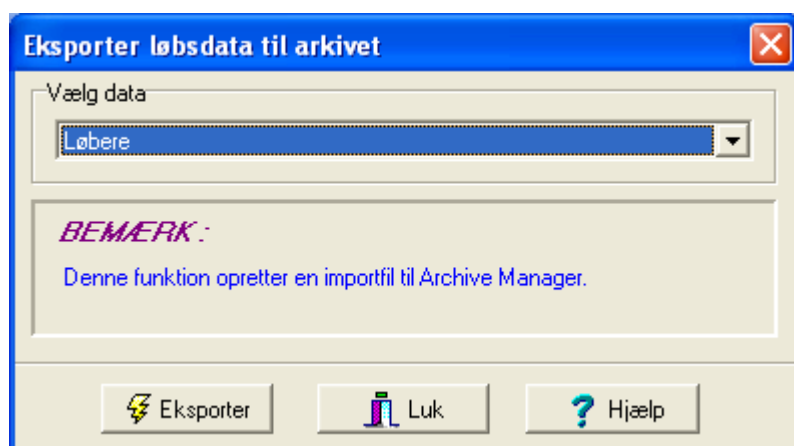 Eksporter løbsdata til arkivet
Vælg data
Løbere
BEMÆRK:
Denne funktion opretter en importfil til Archive Manager.
Eksporter
Luk
? Hjælp